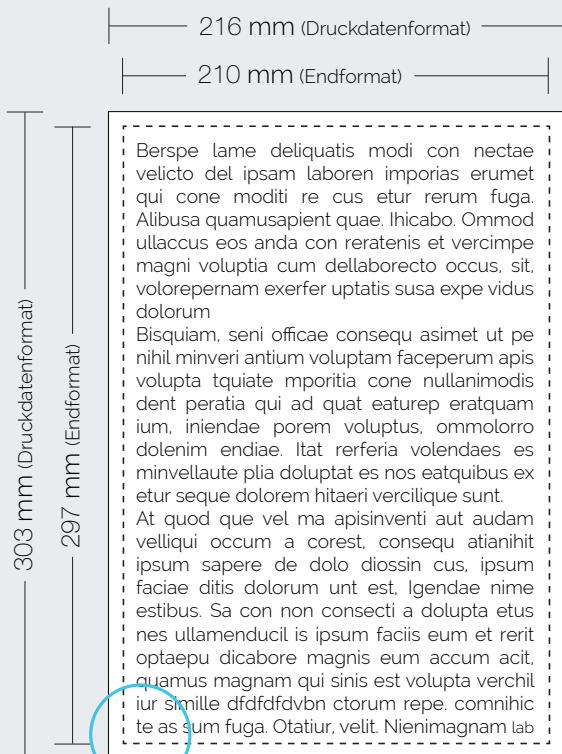 216 mm (Druckdatenformat)
210 mm (Endformat)
303 mm (Druckdatenformat)
297 mm (Endformat)
Berspe lame deliquatis modi con nectae
velicto del ipsam laboren imporias erumet
qui cone moditi re cus etur rerum fuga.
Alibusa quamusapient quae. Ihicabo. Ommod
ullaccus eos anda con reratenis et vercimpe
magni voluptia cum dellaborecto occus, sit,
volorepernam exerfer uptatis susa expe vidus
dolorum
Bisquiam, seni officae consequ asimet ut pe
nihil minveri antium voluptam faceperum apis
volupta tquiate mporitia cone nullanimodis
dent peratia qui ad quat eaturep eratquam
ium, iniendae porem voluptus, ommolorro
dolenim endiae. Itat rerferia volendaes es
minvellaute plia doluptat es nos eatquibus ex
etur seque dolorem hitaeri vercilique sunt.
At quod que vel ma apisinventi aut audam
velliqui occum a corest, consequ atianihit
ipsum sapere de dolo diossin cus, ipsum
faciae ditis dolorum unt est, Igendae nime
estibus. Sa con non consecti a dolupta etus
nes ullamenducil is ipsum faciis eum et rerit
optaepu dicabore magnis eum accum acit,
quamus magnam qui sinis est volupta verchil
iur simille dfdfdfdvbn ctorum repe. comnihic
te as sum fuga. Otatiur, velit. Nienimagnam lab